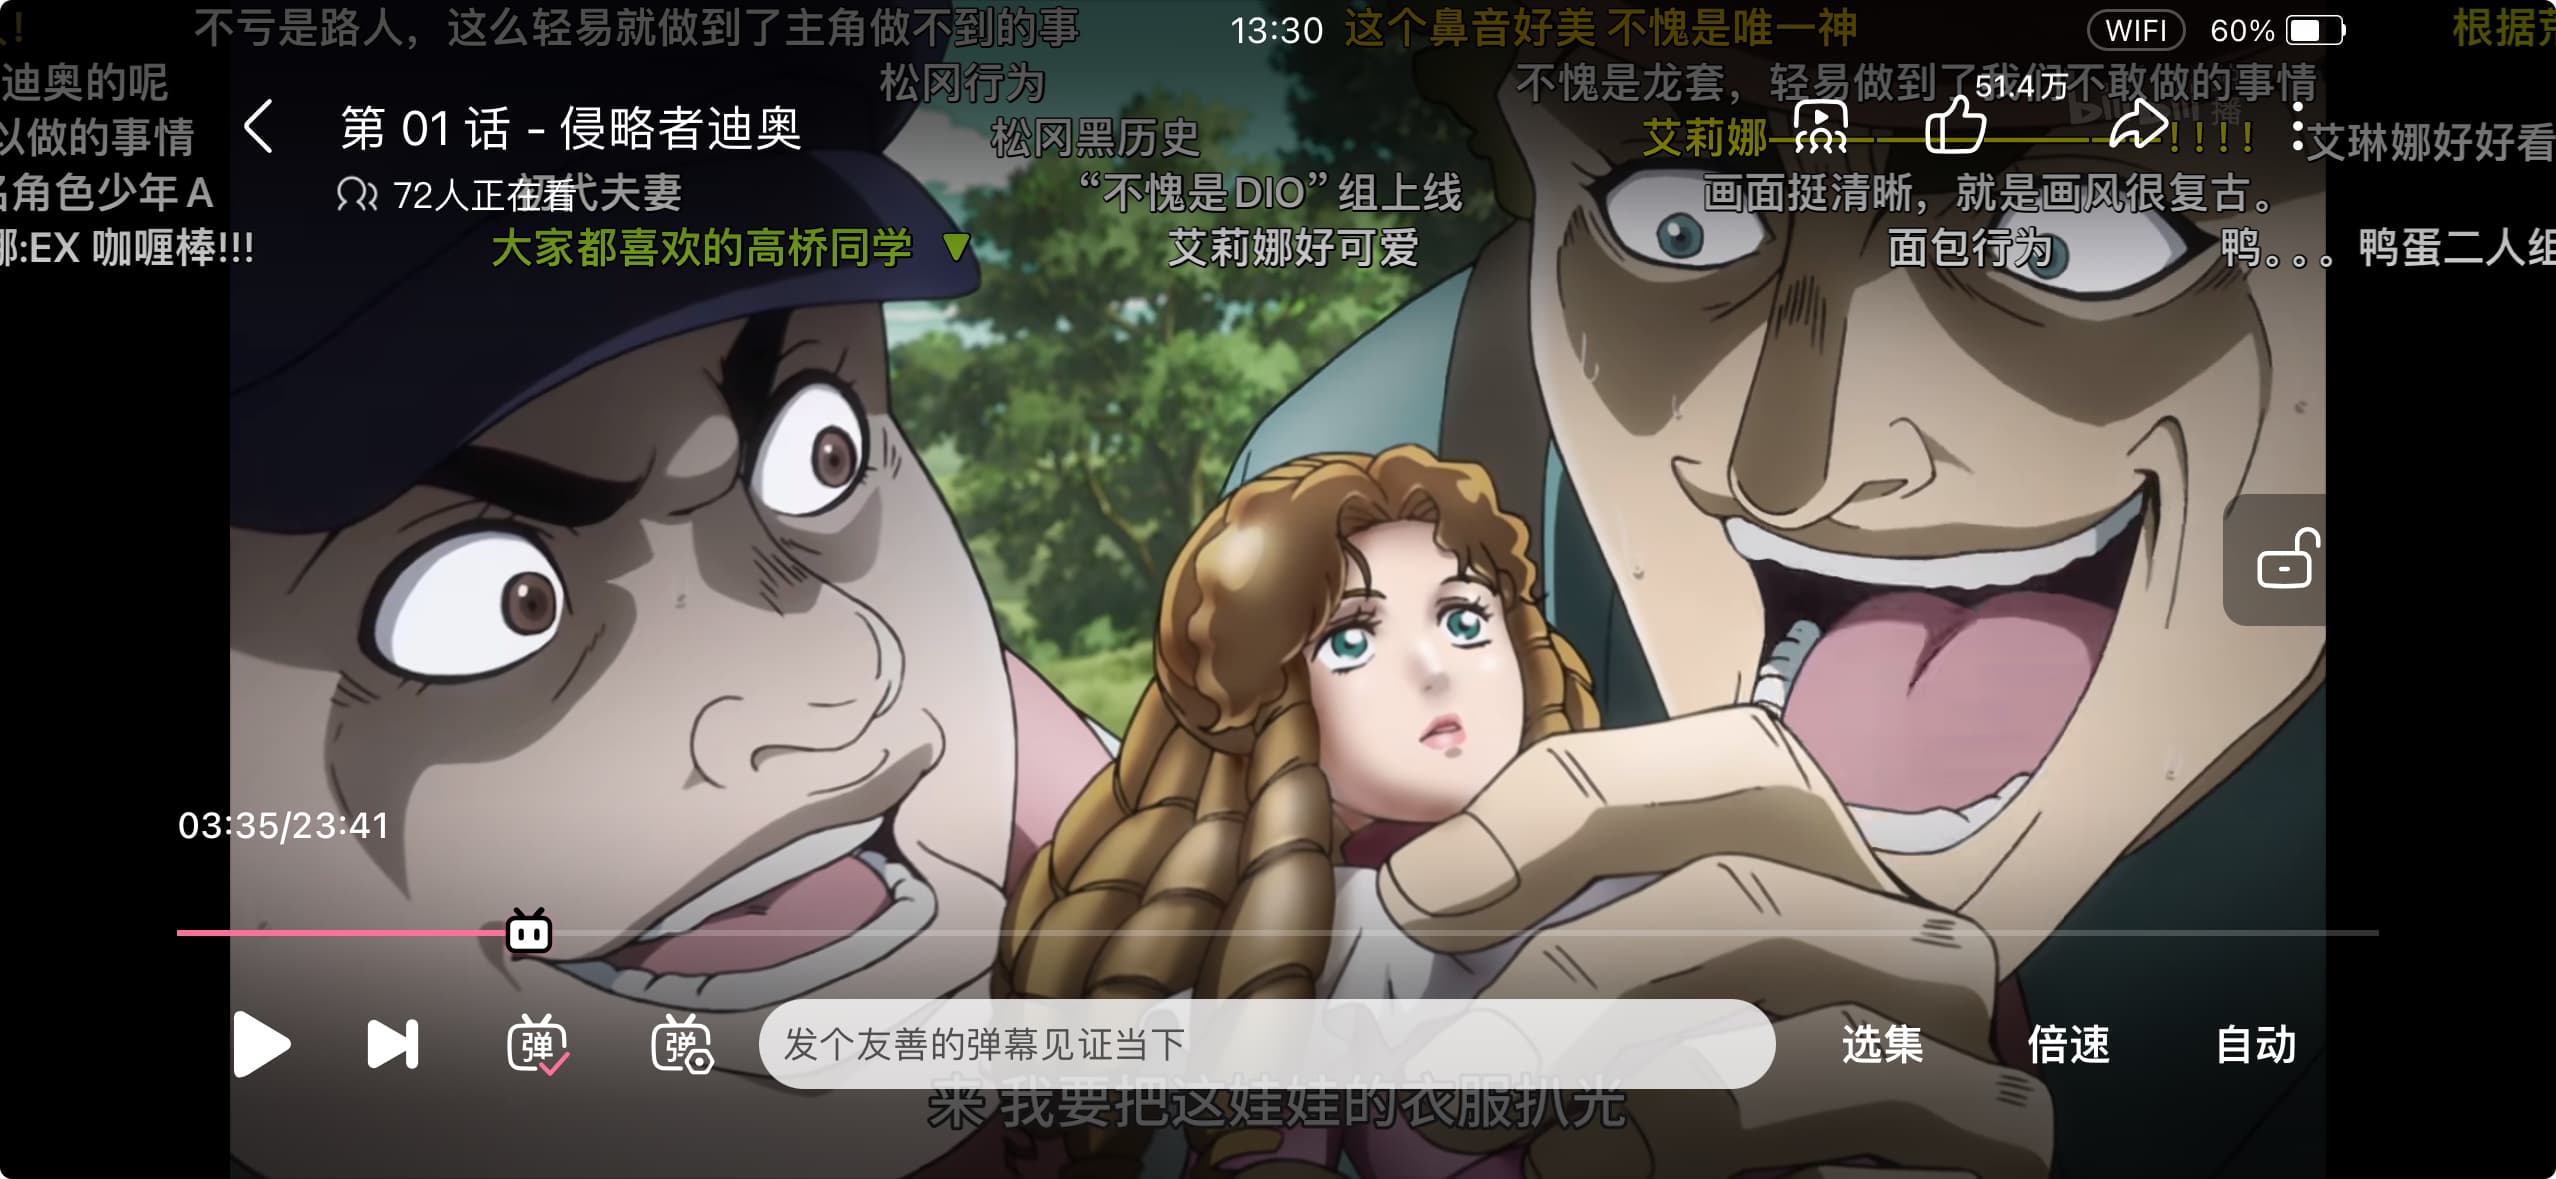 不亏是路人，这么轻易就做到了主角做不到的事
13:30
这个鼻音好美 不愧是唯一神
WIFI
60%
根据
迪奥的呢
松冈行为
不愧是龙套，轻易做到了我们不敢做的事情
51.4万
以做的事情
第 01 话 - 侵略者迪奥
松冈黑历史
艾莉娜——————————!!!!
艾琳娜好好看
名角色少年A
72人正在看
初代夫妻
“不愧是DIO”组上线
画面挺清晰，就是画风很复古。
娜:EX 咖喱棒!!!
大家都喜欢的高桥同学 ▼
艾莉娜好可爱
面包行为
鸭。。。鸭蛋二人组
03:35/23:41
弹
弹
发个友善的弹幕见证当下
选集
倍速
自动
来 我要把这娃娃的衣服扒光